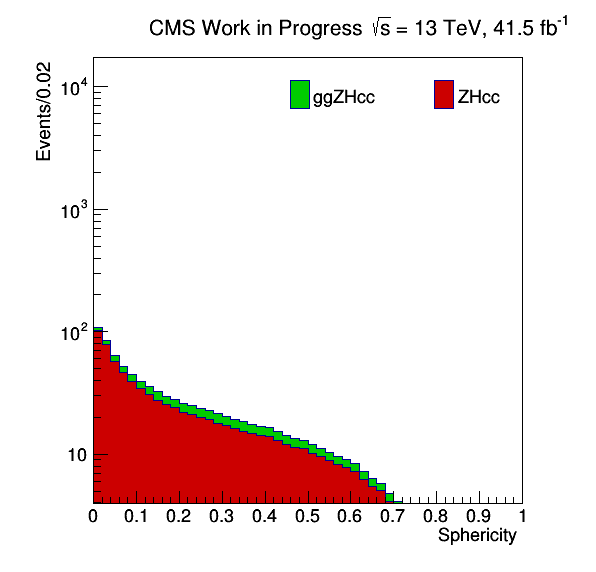 CMS Work in Progress √s = 13 TeV, 41.5 fb⁻¹
Events/0.02
ggZHcc ZHcc
10⁴
10³
10²
10
0 0.1 0.2 0.3 0.4 0.5 0.6 0.7 0.8 0.9 1
Sphericity